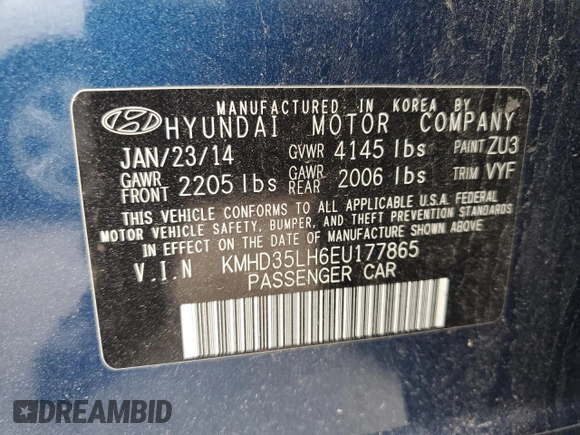 MANUFACTURED IN KOREA BY
HYUNDAI MOTOR COMPANY
JAN/23/14 GVWR 4145 lbs PAINT ZU3
GAWR FRONT 2205 lbs GAWR REAR 2006 lbs TRIM VYF
THIS VEHICLE CONFORMS TO ALL APPLICABLE U.S.A. FEDERAL
MOTOR VEHICLE SAFETY, BUMPER, AND THEFT PREVENTION STANDARDS
IN EFFECT ON THE DATE OF MANUFACTURE SHOWN ABOVE
V.I.N KMHD35LH6EU177865
PASSENGER CAR
DREAMBID